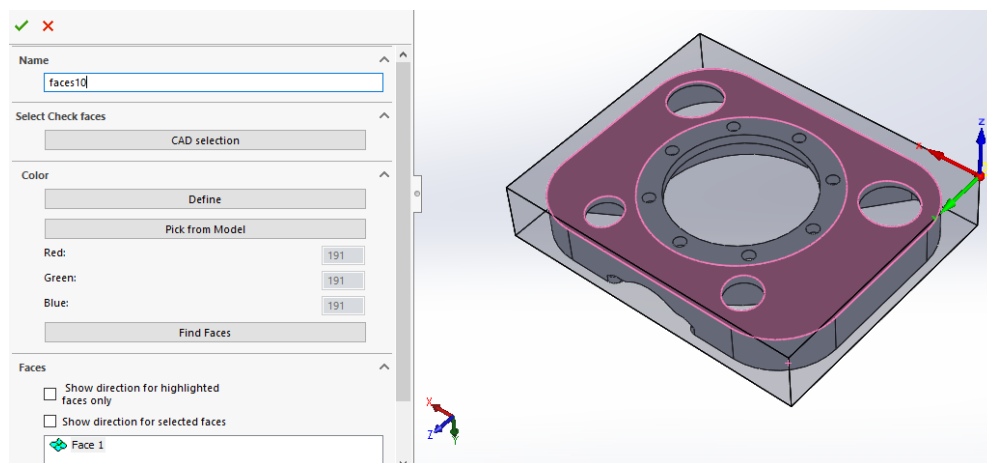 Name
faces10
Select Check faces
CAD selection
Color
Define
Pick from Model
Red:
191
Green:
191
Blue:
191
Find Faces
Faces
Show direction for highlighted
faces only
Show direction for selected faces
Face 1
X
Z
Y
z
x